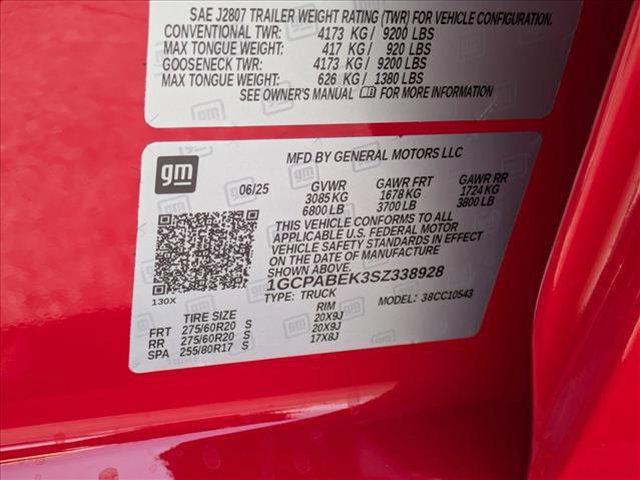 SAE J2807 TRAILER WEIGHT RATING (TWR) FOR VEHICLE CONFIGURATION.
CONVENTIONAL TWR: 4173 KG/ 9200 LBS
MAX TONGUE WEIGHT: 417 KG/ 920 LBS
GOOSENECK TWR: 4173 KG/ 9200 LBS
MAX TONGUE WEIGHT: 626 KG/ 1380 LBS
SEE OWNER'S MANUAL FOR MORE INFORMATION
gm
MFD BY GENERAL MOTORS LLC
06/25 GVWR GAWR FRT GAWR RR
3085 KG 1678 KG 1724 KG
6800 LB 3700 LB 3800 LB
THIS VEHICLE CONFORMS TO ALL
APPLICABLE U.S. FEDERAL MOTOR
VEHICLE SAFETY STANDARDS IN EFFECT
ON THE DATE OF MANUFACTURE
SHOWN ABOVE.
1GCPABEK3SZ338928
130X TYPE: TRUCK MODEL: 38CC10543
TIRE SIZE RIM
FRT 275/60R20 S 20X9J
RR 275/60R20 S 20X9J
SPA 255/80R17 S 17X8J